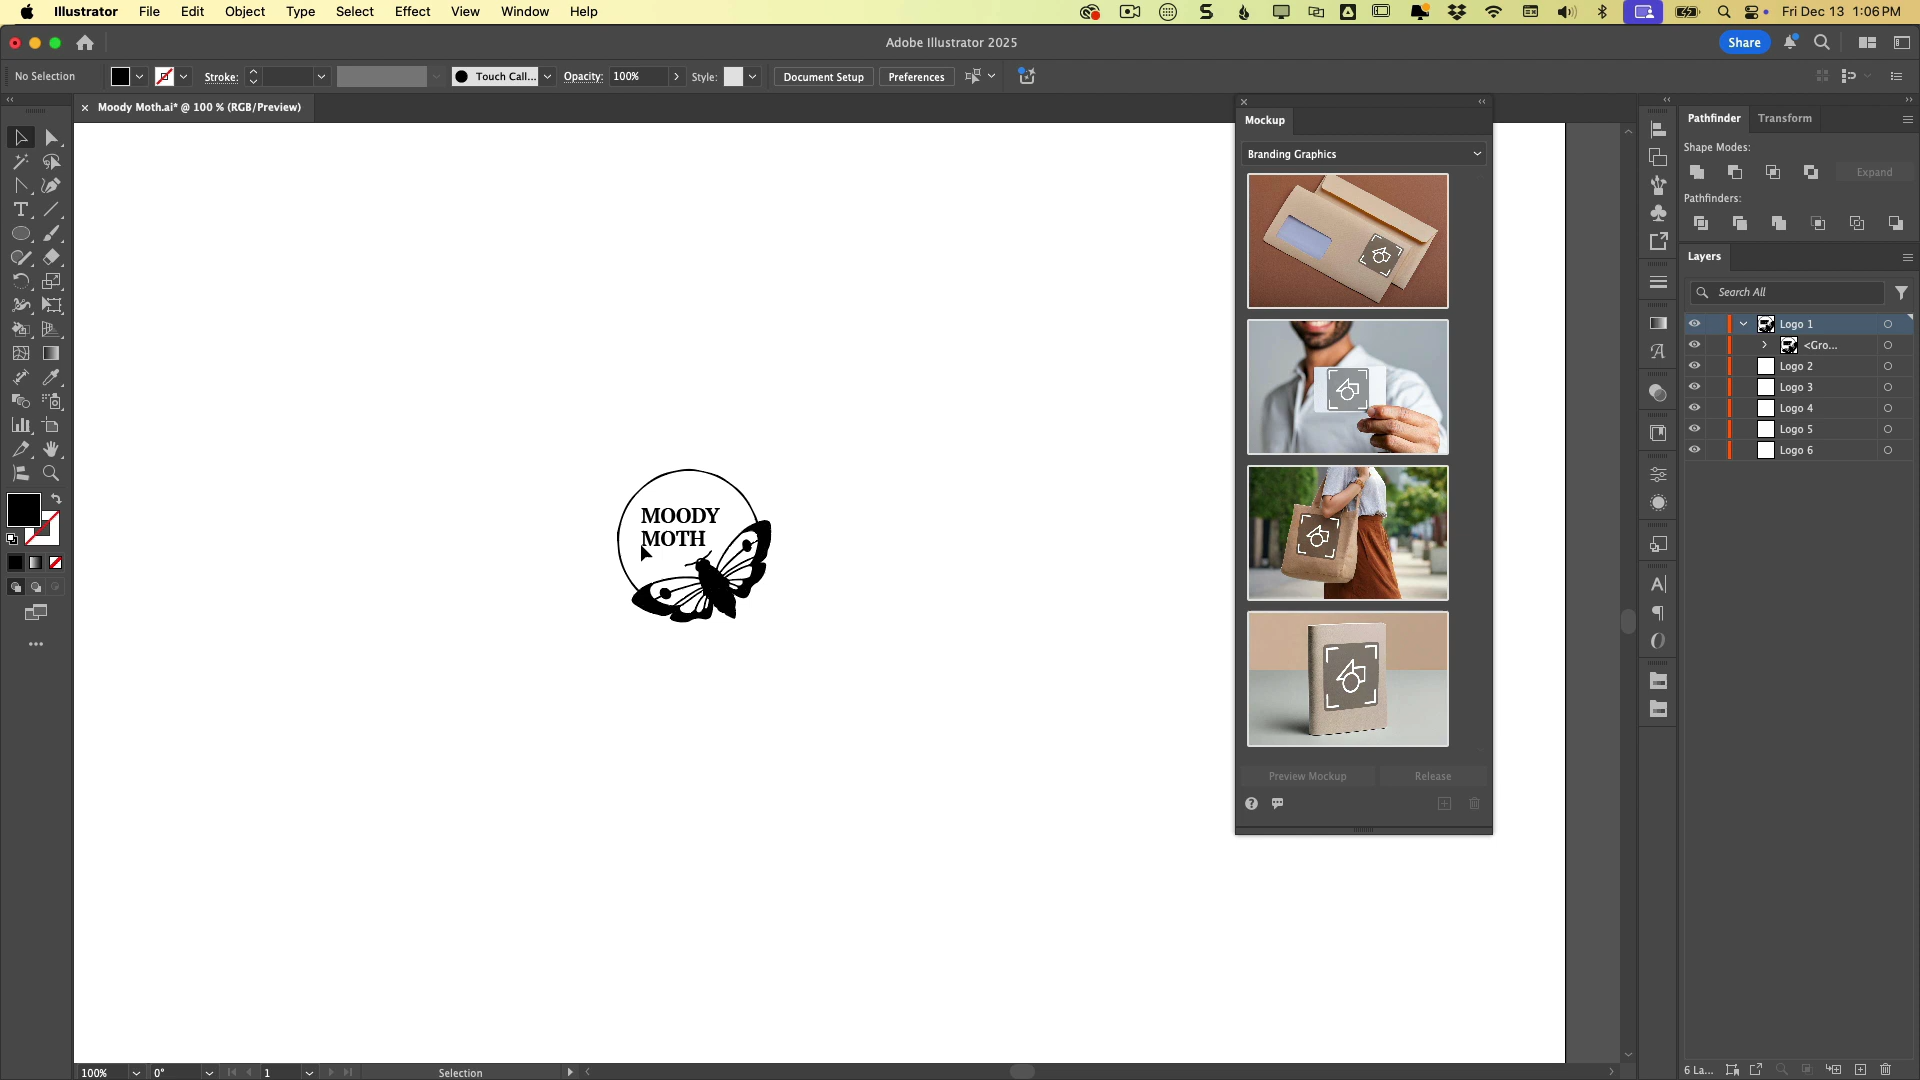 Illustrator File Edit Object Type Select Effect View Window Help Fri Dec 13 1:06 PM
Adobe Illustrator 2025
Share
No Selection Stroke: Touch Call... Opacity: 100% Style: Document Setup Preferences
Moody Moth.ai* @ 100 % (RGB/Preview)
Mockup
Branding Graphics
Preview Mockup Release
MOODY
MOTH
Pathfinder Transform
Shape Modes:
Expand
Pathfinders:
Layers
Search All
Logo 1
<Gro...
Logo 2
Logo 3
Logo 4
Logo 5
Logo 6
6 La...
100% 0° 1 Selection